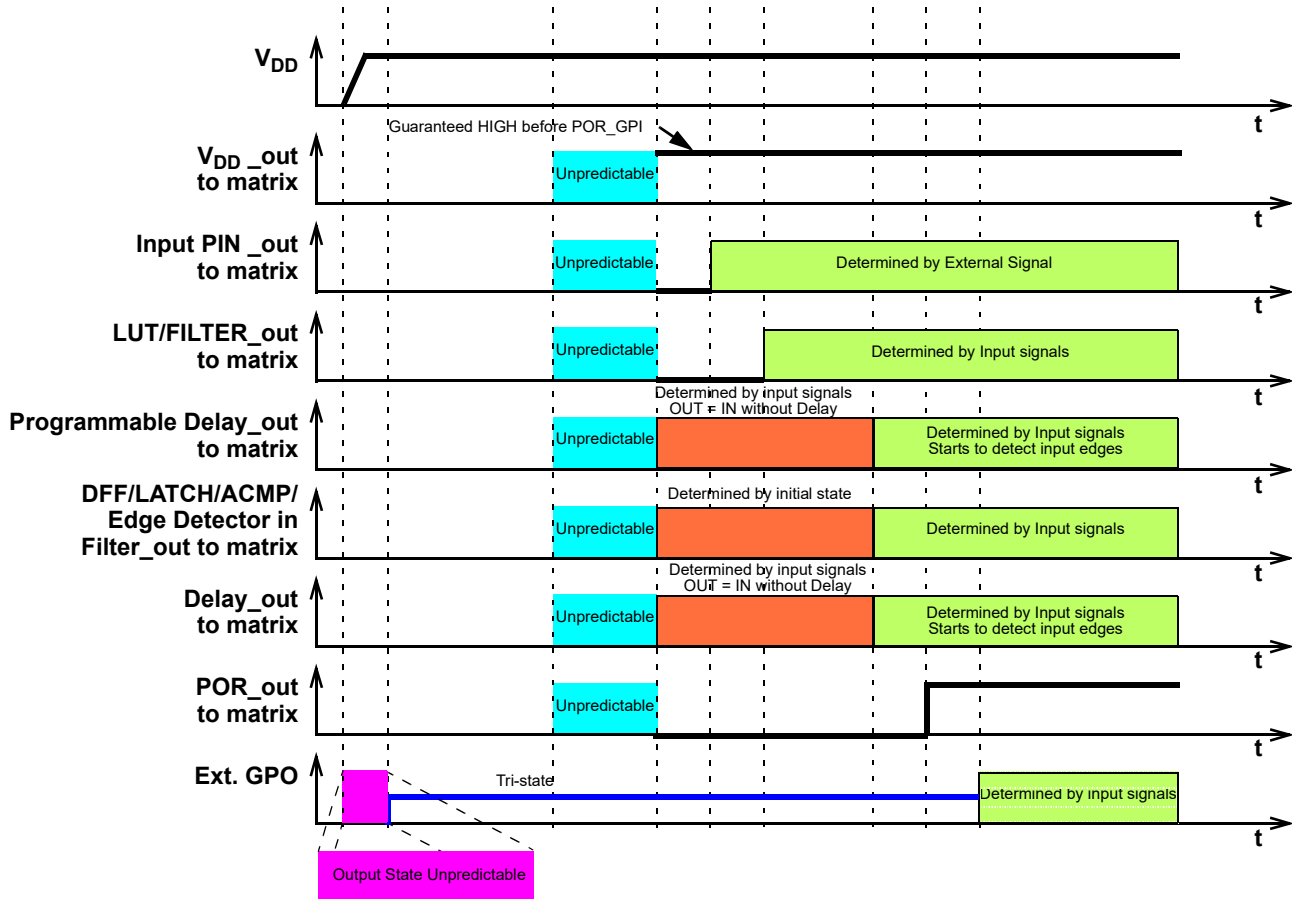 VDD
t
Guaranteed HIGH before POR_GPI
VDD _out
to matrix
Unpredictable
t
Input PIN _out
to matrix
Unpredictable
Determined by External Signal
t
LUT/FILTER_out
to matrix
Unpredictable
Determined by Input signals
t
Programmable Delay_out
to matrix
Unpredictable
Determined by input signals
OUT = IN without Delay
Determined by Input signals
Starts to detect input edges
t
DFF/LATCH/ACMP/
Edge Detector in
Filter_out to matrix
Unpredictable
Determined by initial state
Determined by Input signals
t
Delay_out
to matrix
Unpredictable
Determined by input signals
OUT = IN without Delay
Determined by Input signals
Starts to detect input edges
t
POR_out
to matrix
Unpredictable
t
Ext. GPO
Tri-state
Determined by input signals
t
Output State Unpredictable